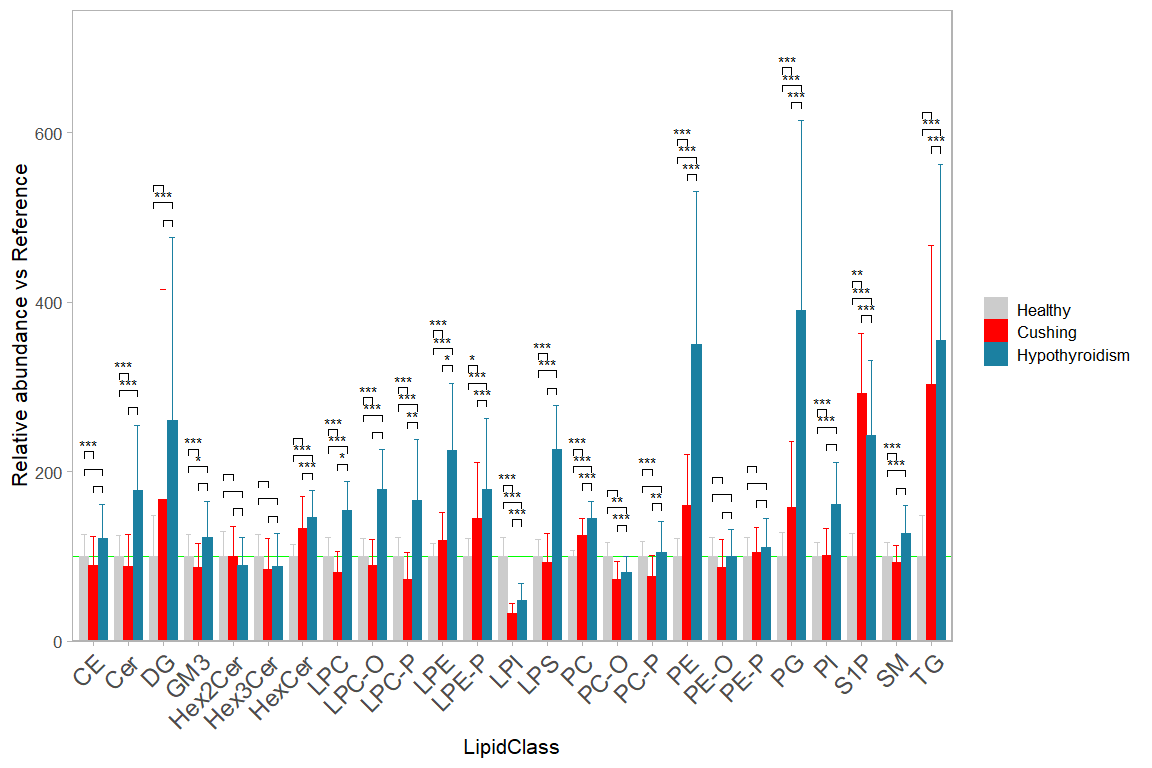 Relative abundance vs Reference
600
400
200
0
***
***
***
***
***
***
*
***
***
***
***
*
***
***
***
***
**
***
***
*
*
***
***
***
***
***
***
***
***
***
**
***
***
**
***
***
***
***
***
***
***
***
**
***
***
***
***
***
***
***
CE
Cer
DG
GM3
Hex2Cer
Hex3Cer
HexCer
LPC
LPC-O
LPC-P
LPE
LPE-P
LPI
LPS
PC
PC-O
PC-P
PE
PE-O
PE-P
PG
PI
S1P
SM
TG
LipidClass
Healthy
Cushing
Hypothyroidism